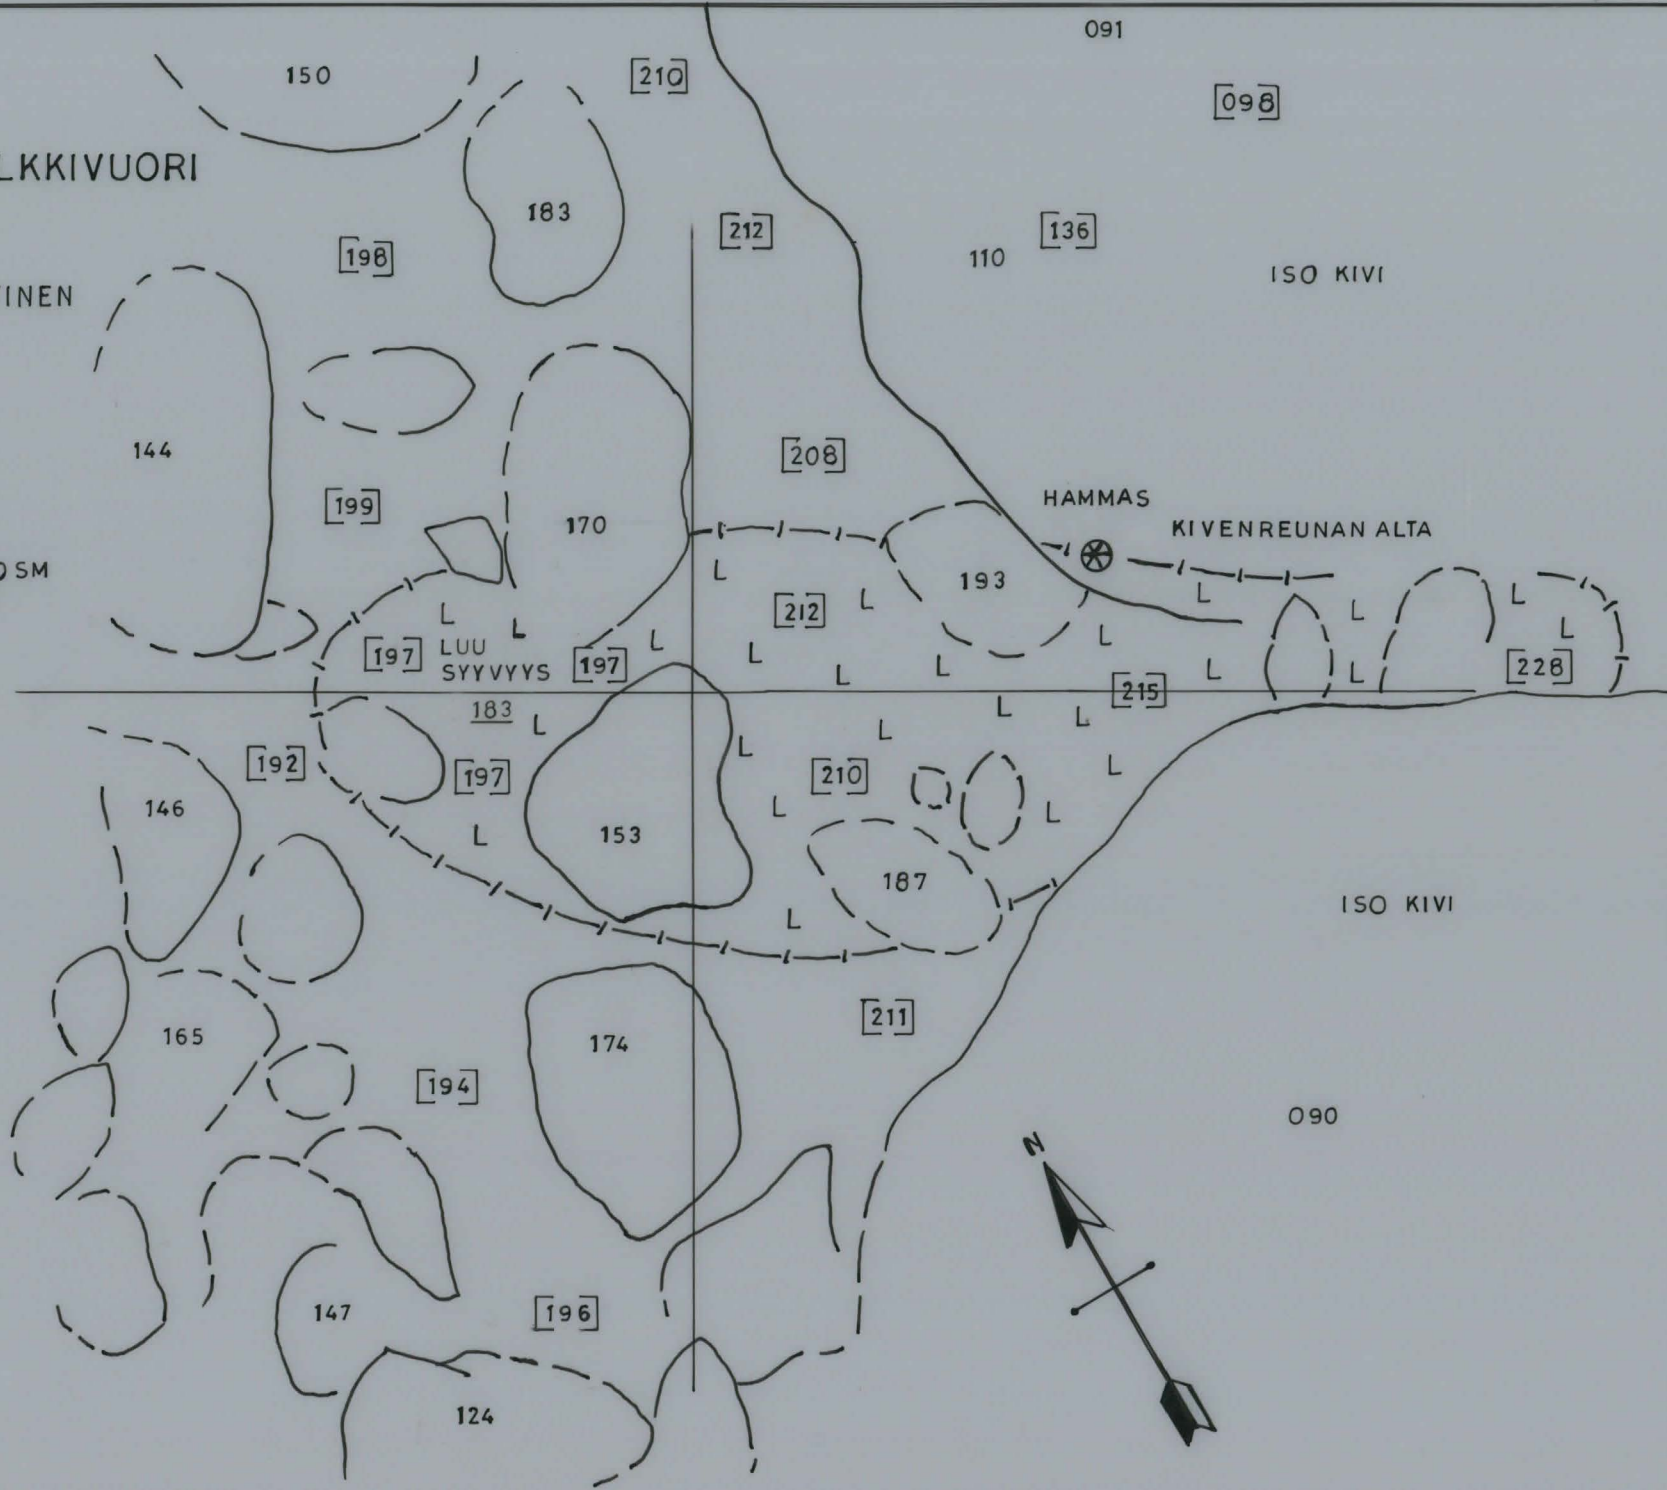 091
150
[210]
[098]
LKKIVUORI
183
[212]
[136]
[198]
110
ISO KIVI
INEN
144
[208]
[199]
170
HAMMAS
KIVENREUNAN ALTA
OSM
L
193
L
L
L
L
[212]
L
L
L
L
L
L
[197]
LUU
SYYVYYS
[197]
L
L
L
L
L
[228]
[215]
183
L
L
L
L
L
[192]
[197]
[210]
L
146
L
L
L
153
187
L
ISO KIVI
[211]
165
174
[194]
090
N
147
[196]
124